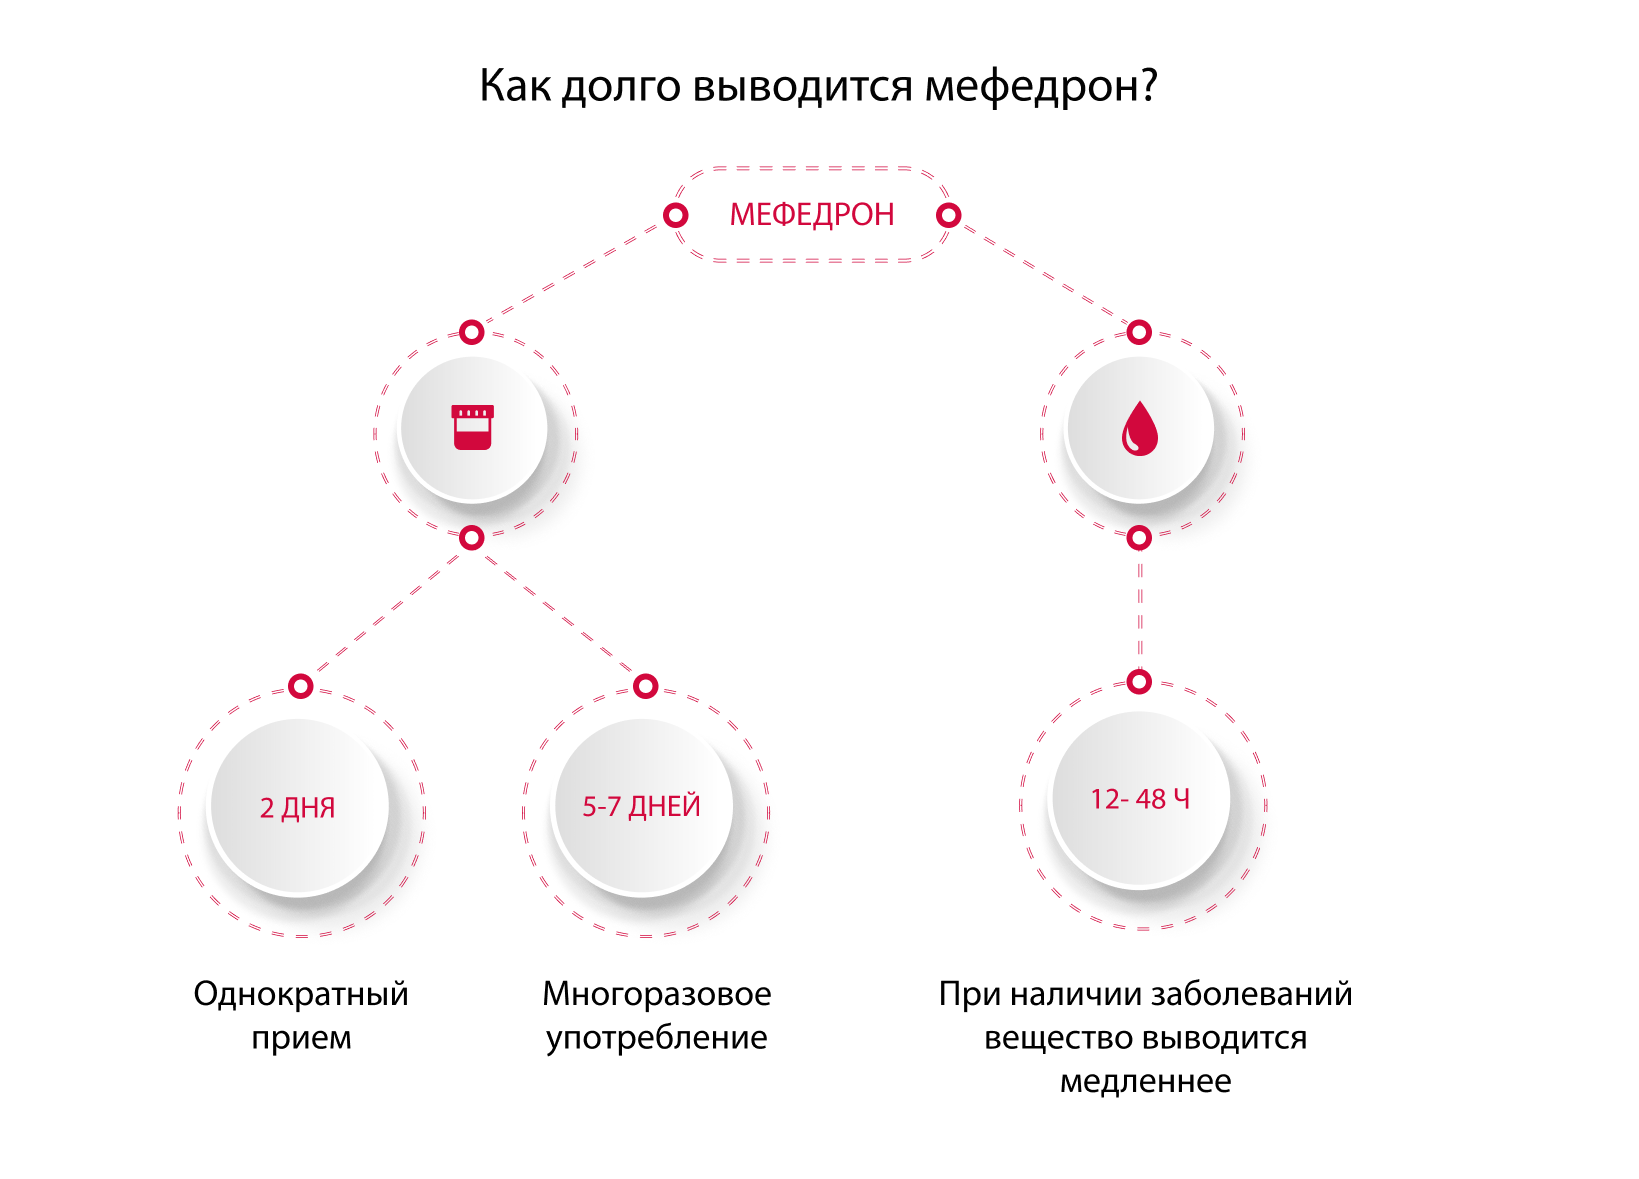 Как долго выводится мефедрон?
МЕФЕДРОН
2 ДНЯ
5-7 ДНЕЙ
12- 48 Ч
Однократный
прием
Многоразовое
употребление
При наличии заболеваний
вещество выводится
медленнее